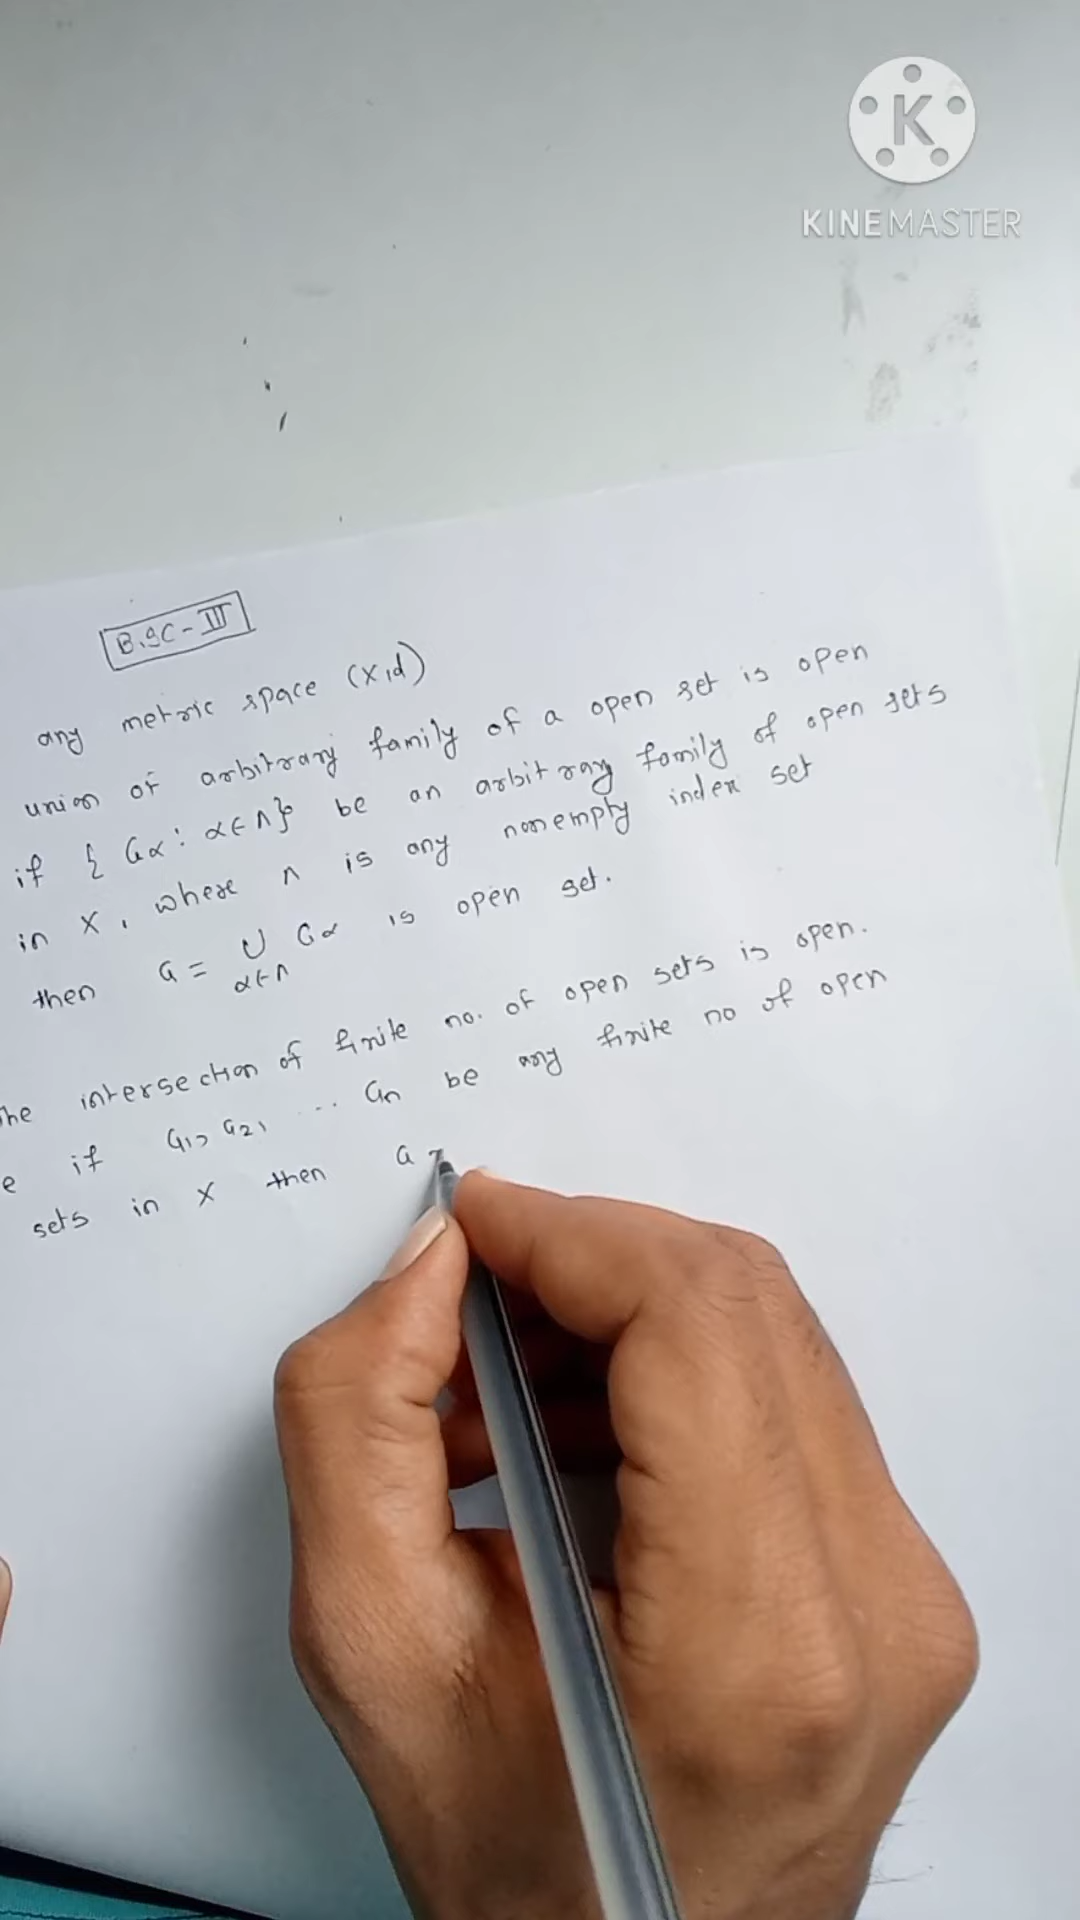 KINEMASTER
B.SC-III
any metric space (X,d)
union of arbitrary family of a open set is open
if { Gα : α∈Λ} be an arbitrary family of open sets
in X, where Λ is any nonempty index set
then G = ∪ Gα is open set.
α∈Λ
he intersection of finite no. of open sets is open.
e if G1, G2, ... Gn be any finite no of open
sets in X then G =